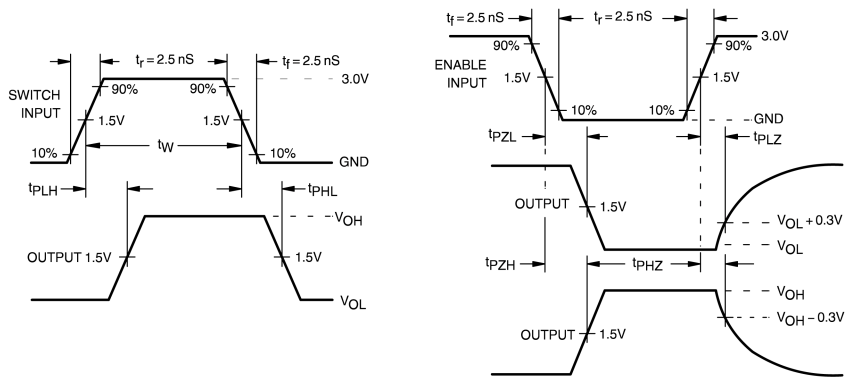 tr = 2.5 nS
tf = 2.5 nS
3.0V
90%
90%
SWITCH
INPUT
1.5V
1.5V
tW
10%
10%
GND
tPLH
tPHL
VOH
OUTPUT 1.5V
1.5V
VOL
tf = 2.5 nS
tr = 2.5 nS
3.0V
90%
90%
ENABLE
INPUT
1.5V
1.5V
10%
10%
GND
tPZL
tPLZ
OUTPUT
1.5V
VOL + 0.3V
VOL
tPZH
tPHZ
VOH
VOH – 0.3V
OUTPUT
1.5V